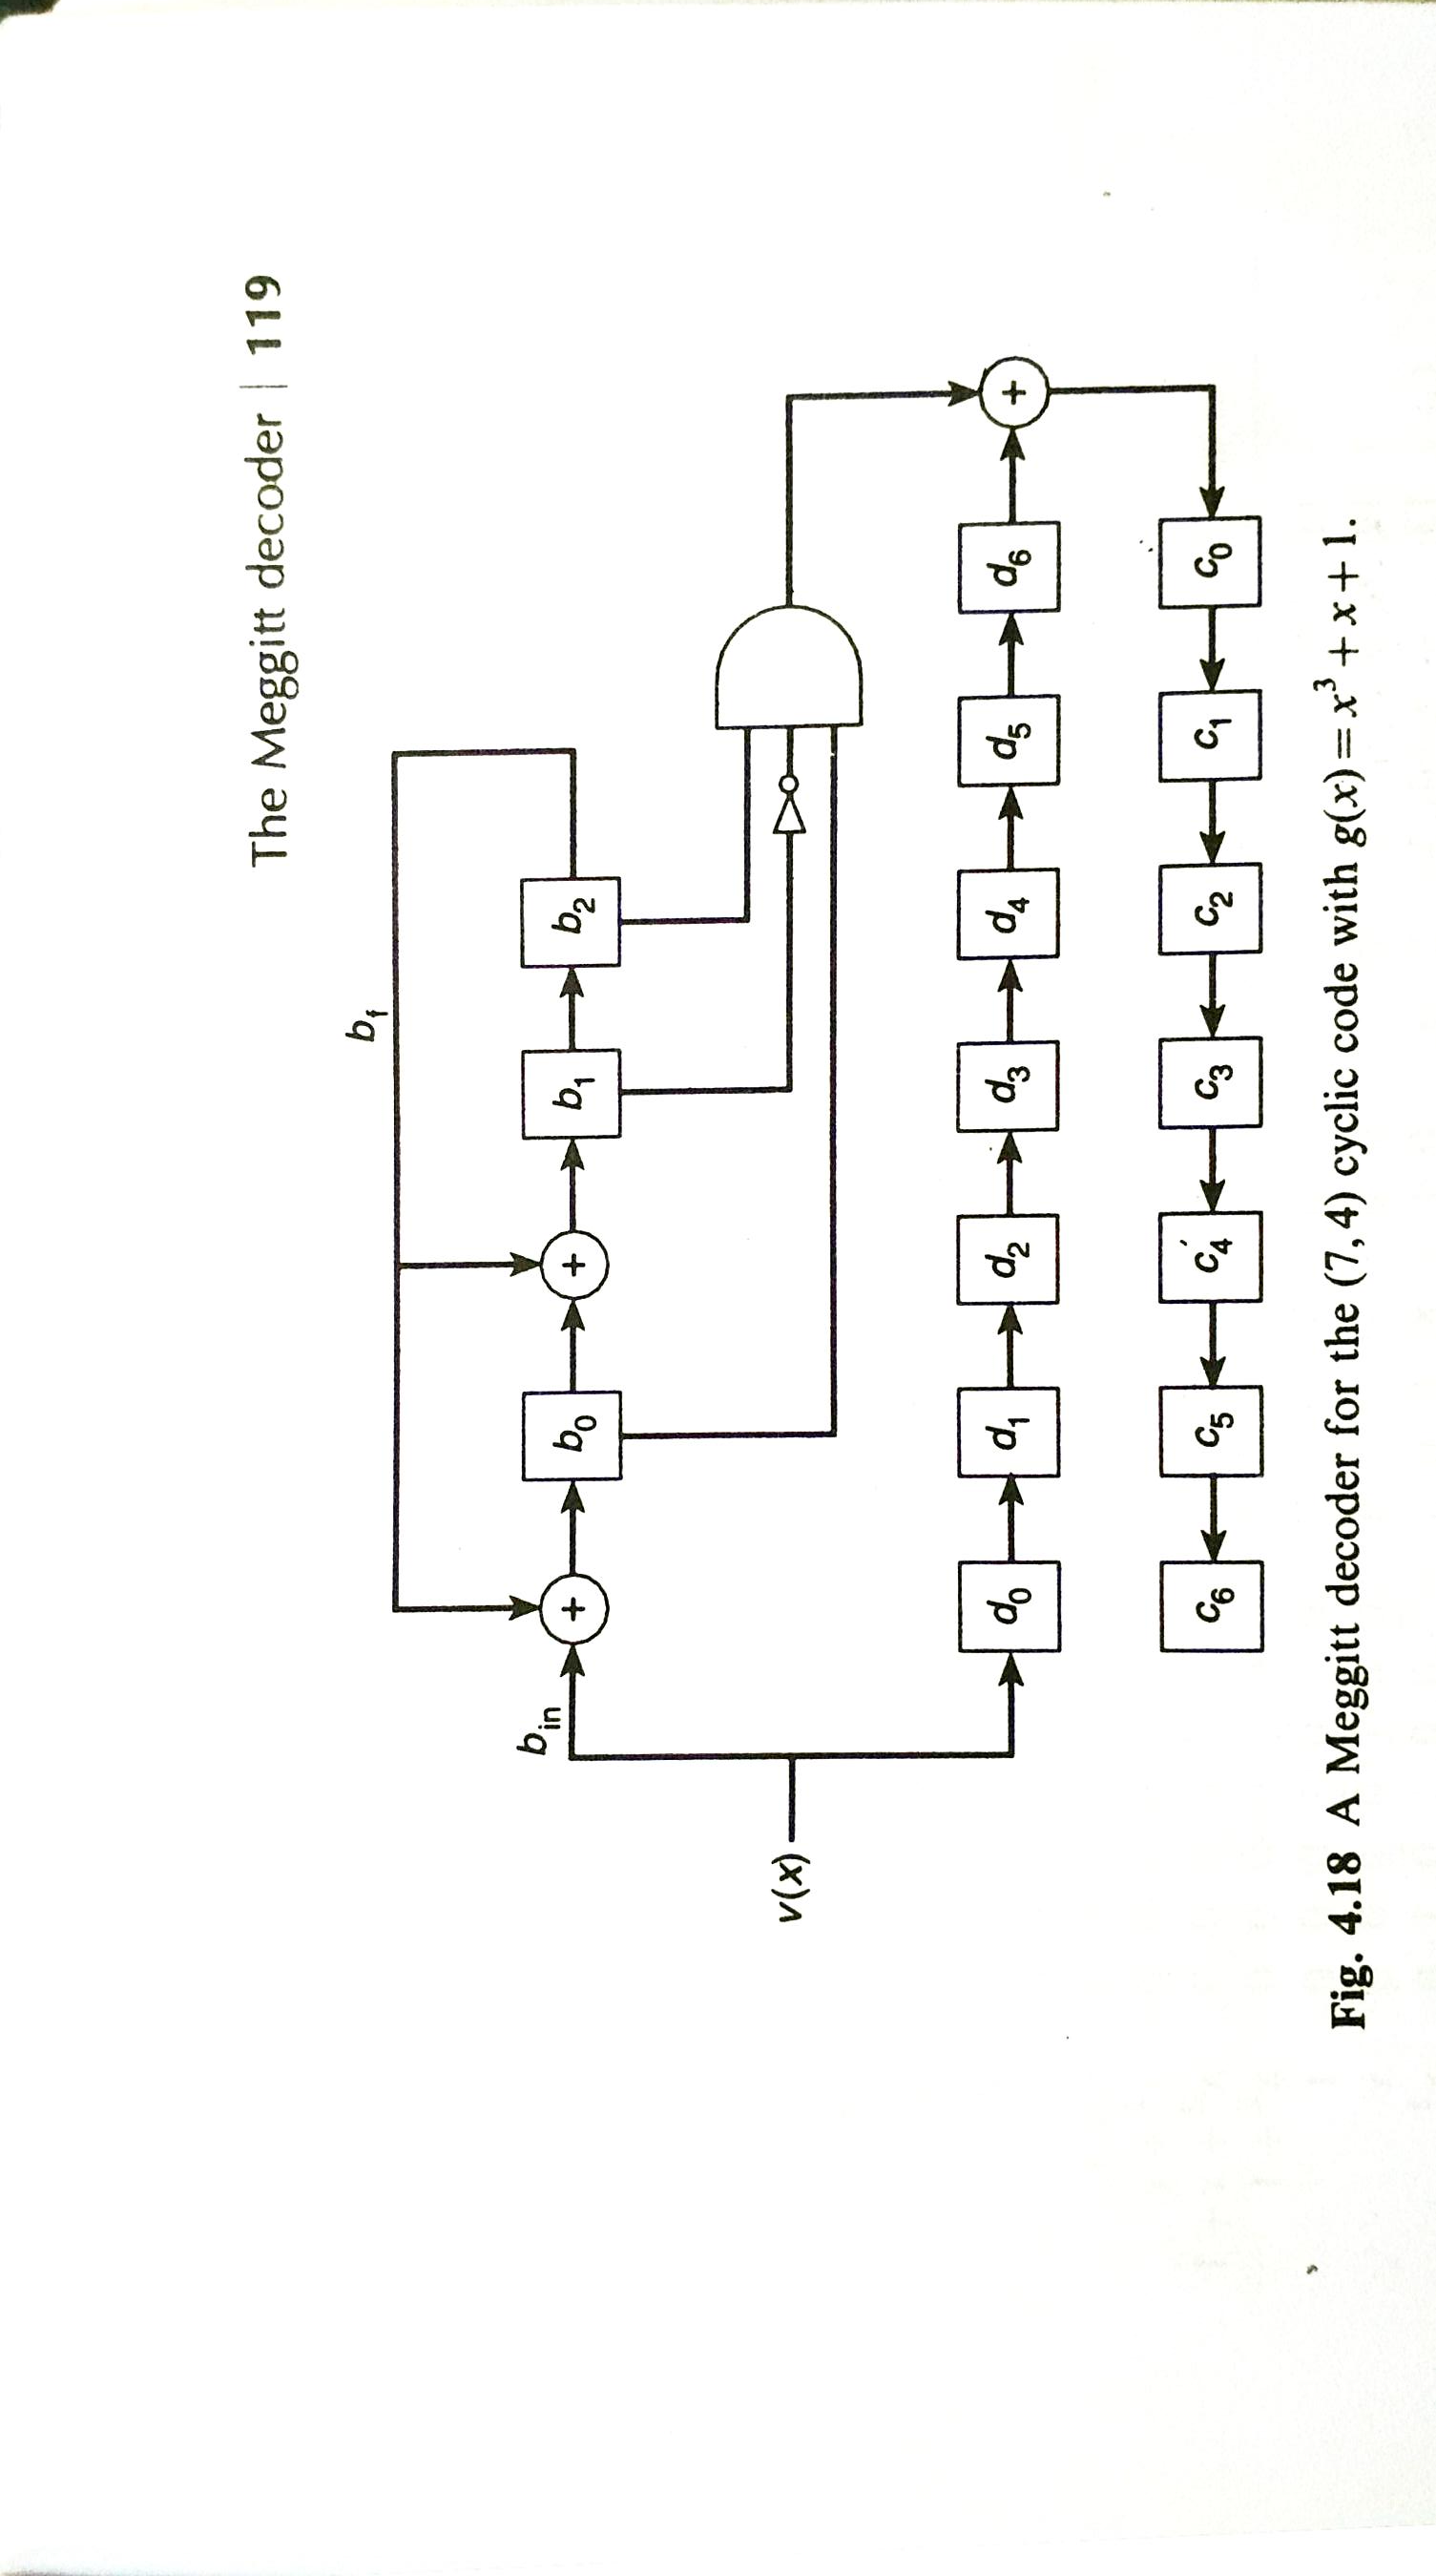 The Meggitt decoder | 119
b_f
b_in
b_0
b_1
b_2
+
+
v(x)
d_0
d_1
d_2
d_3
d_4
d_5
d_6
+
c_6
c_5
c_4
c_3
c_2
c_1
c_0
Fig. 4.18 A Meggitt decoder for the (7, 4) cyclic code with g(x) = x³ + x + 1.